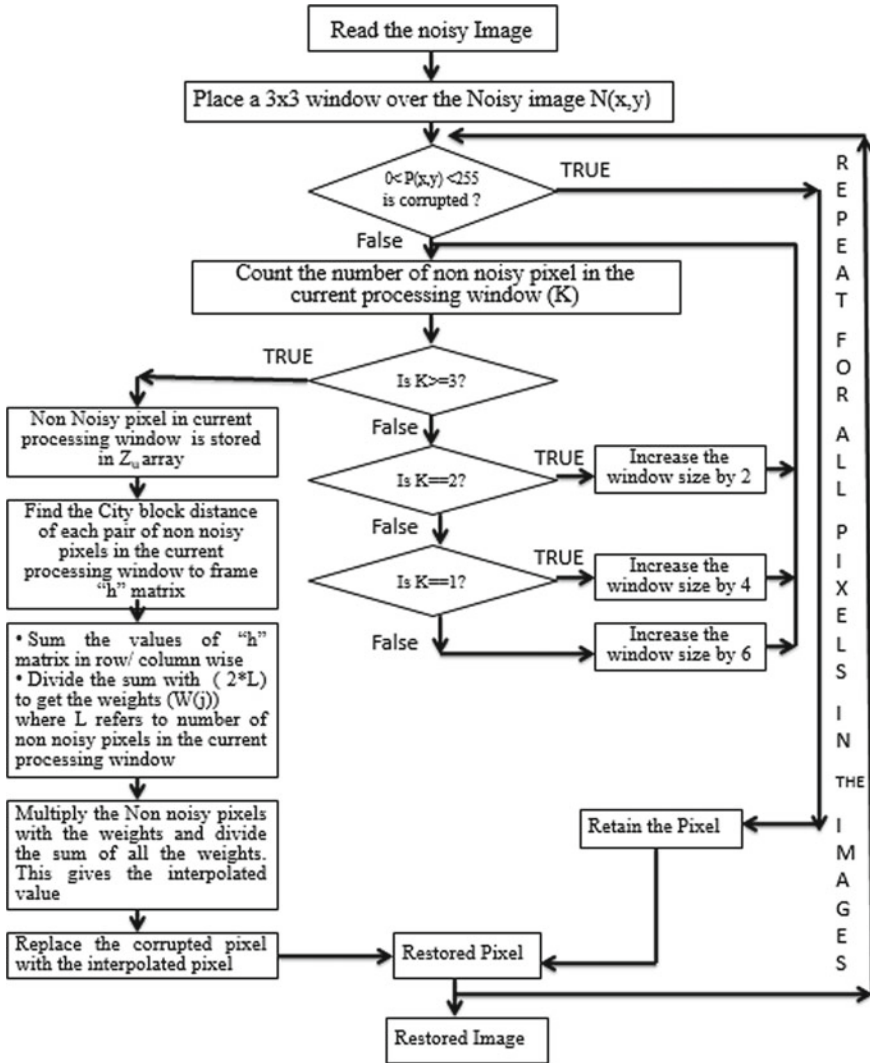 Read the noisy Image
Place a 3x3 window over the Noisy image N(x,y)
0< P(x,y) <255
is corrupted ?
TRUE
False
Count the number of non noisy pixel in the
current processing window (K)
TRUE
Is K>=3?
False
Non Noisy pixel in current
processing window is stored
in Zᵤ array
Is K==2?
TRUE
Increase the
window size by 2
False
Find the City block distance
of each pair of non noisy
pixels in the current
processing window to frame
“h” matrix
Is K==1?
TRUE
Increase the
window size by 4
False
Increase the
window size by 6
• Sum the values of “h”
matrix in row/ column wise
• Divide the sum with ( 2*L)
to get the weights (W(j))
where L refers to number of
non noisy pixels in the current
processing window
Multiply the Non noisy pixels
with the weights and divide
the sum of all the weights.
This gives the interpolated
value
Retain the Pixel
Replace the corrupted pixel
with the interpolated pixel
Restored Pixel
Restored Image
REPEAT FOR ALL PIXELS IN THE IMAGES